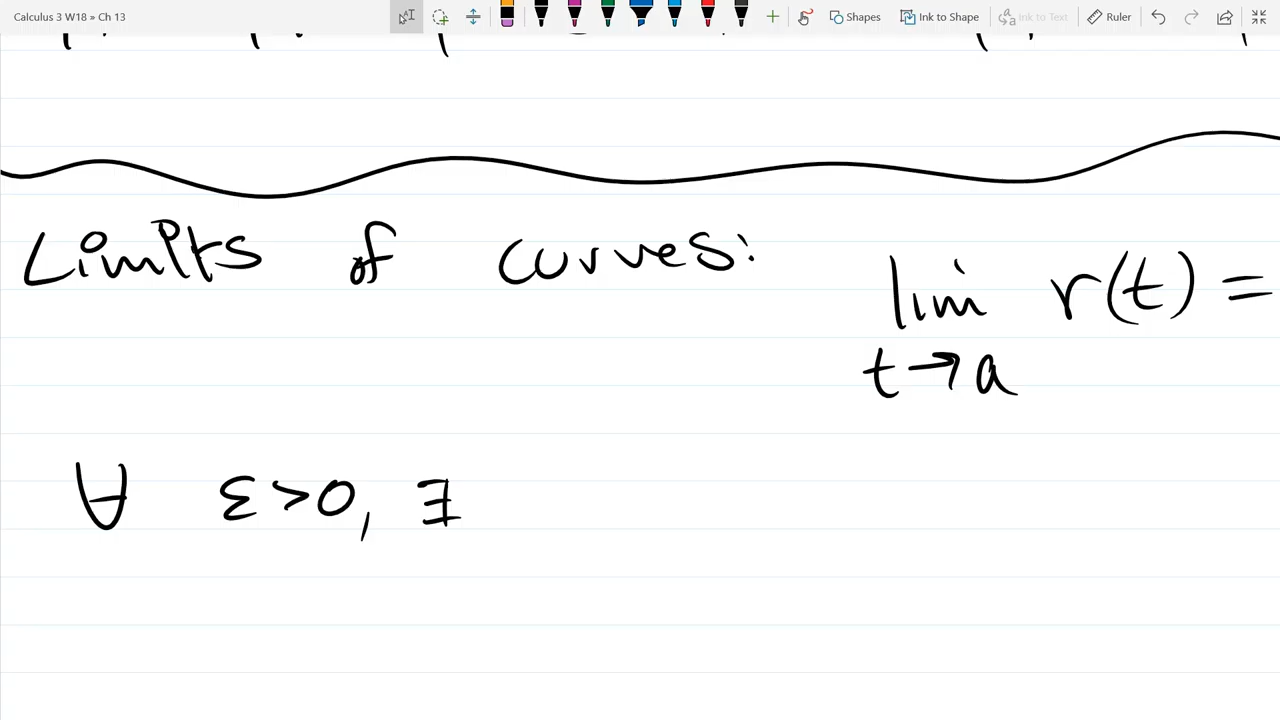 Calculus 3 W18 » Ch 13
Shapes Ink to Shape Ink to Text Ruler
Limits of curves: lim r(t) =
t→a
∀ ε>0, ∃